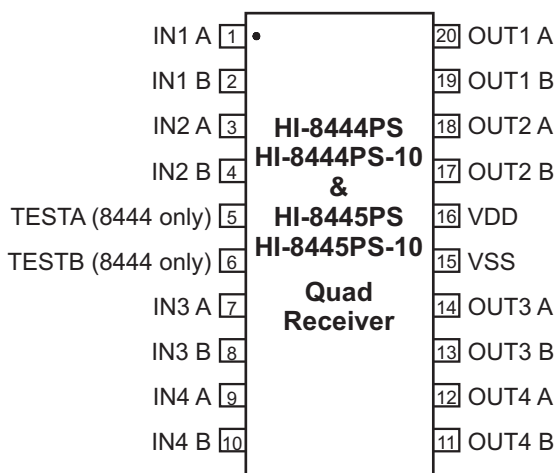 IN1 A 1
IN1 B 2
IN2 A 3
IN2 B 4
TESTA (8444 only) 5
TESTB (8444 only) 6
IN3 A 7
IN3 B 8
IN4 A 9
IN4 B 10
HI-8444PS
HI-8444PS-10
&
HI-8445PS
HI-8445PS-10
Quad
Receiver
20 OUT1 A
19 OUT1 B
18 OUT2 A
17 OUT2 B
16 VDD
15 VSS
14 OUT3 A
13 OUT3 B
12 OUT4 A
11 OUT4 B